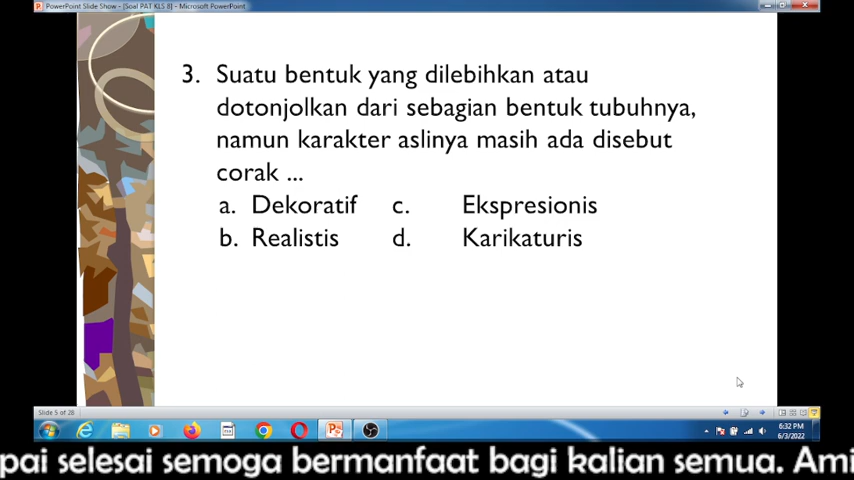 PowerPoint Slide Show - [Soal PAT KLS 8] - Microsoft PowerPoint
3. Suatu bentuk yang dilebihkan atau
dotonjolkan dari sebagian bentuk tubuhnya,
namun karakter aslinya masih ada disebut
corak ...
a. Dekoratif c. Ekspresionis
b. Realistis d. Karikaturis
Slide 5 of 28
6:32 PM
6/3/2022
pai selesai semoga bermanfaat bagi kalian semua. Ami